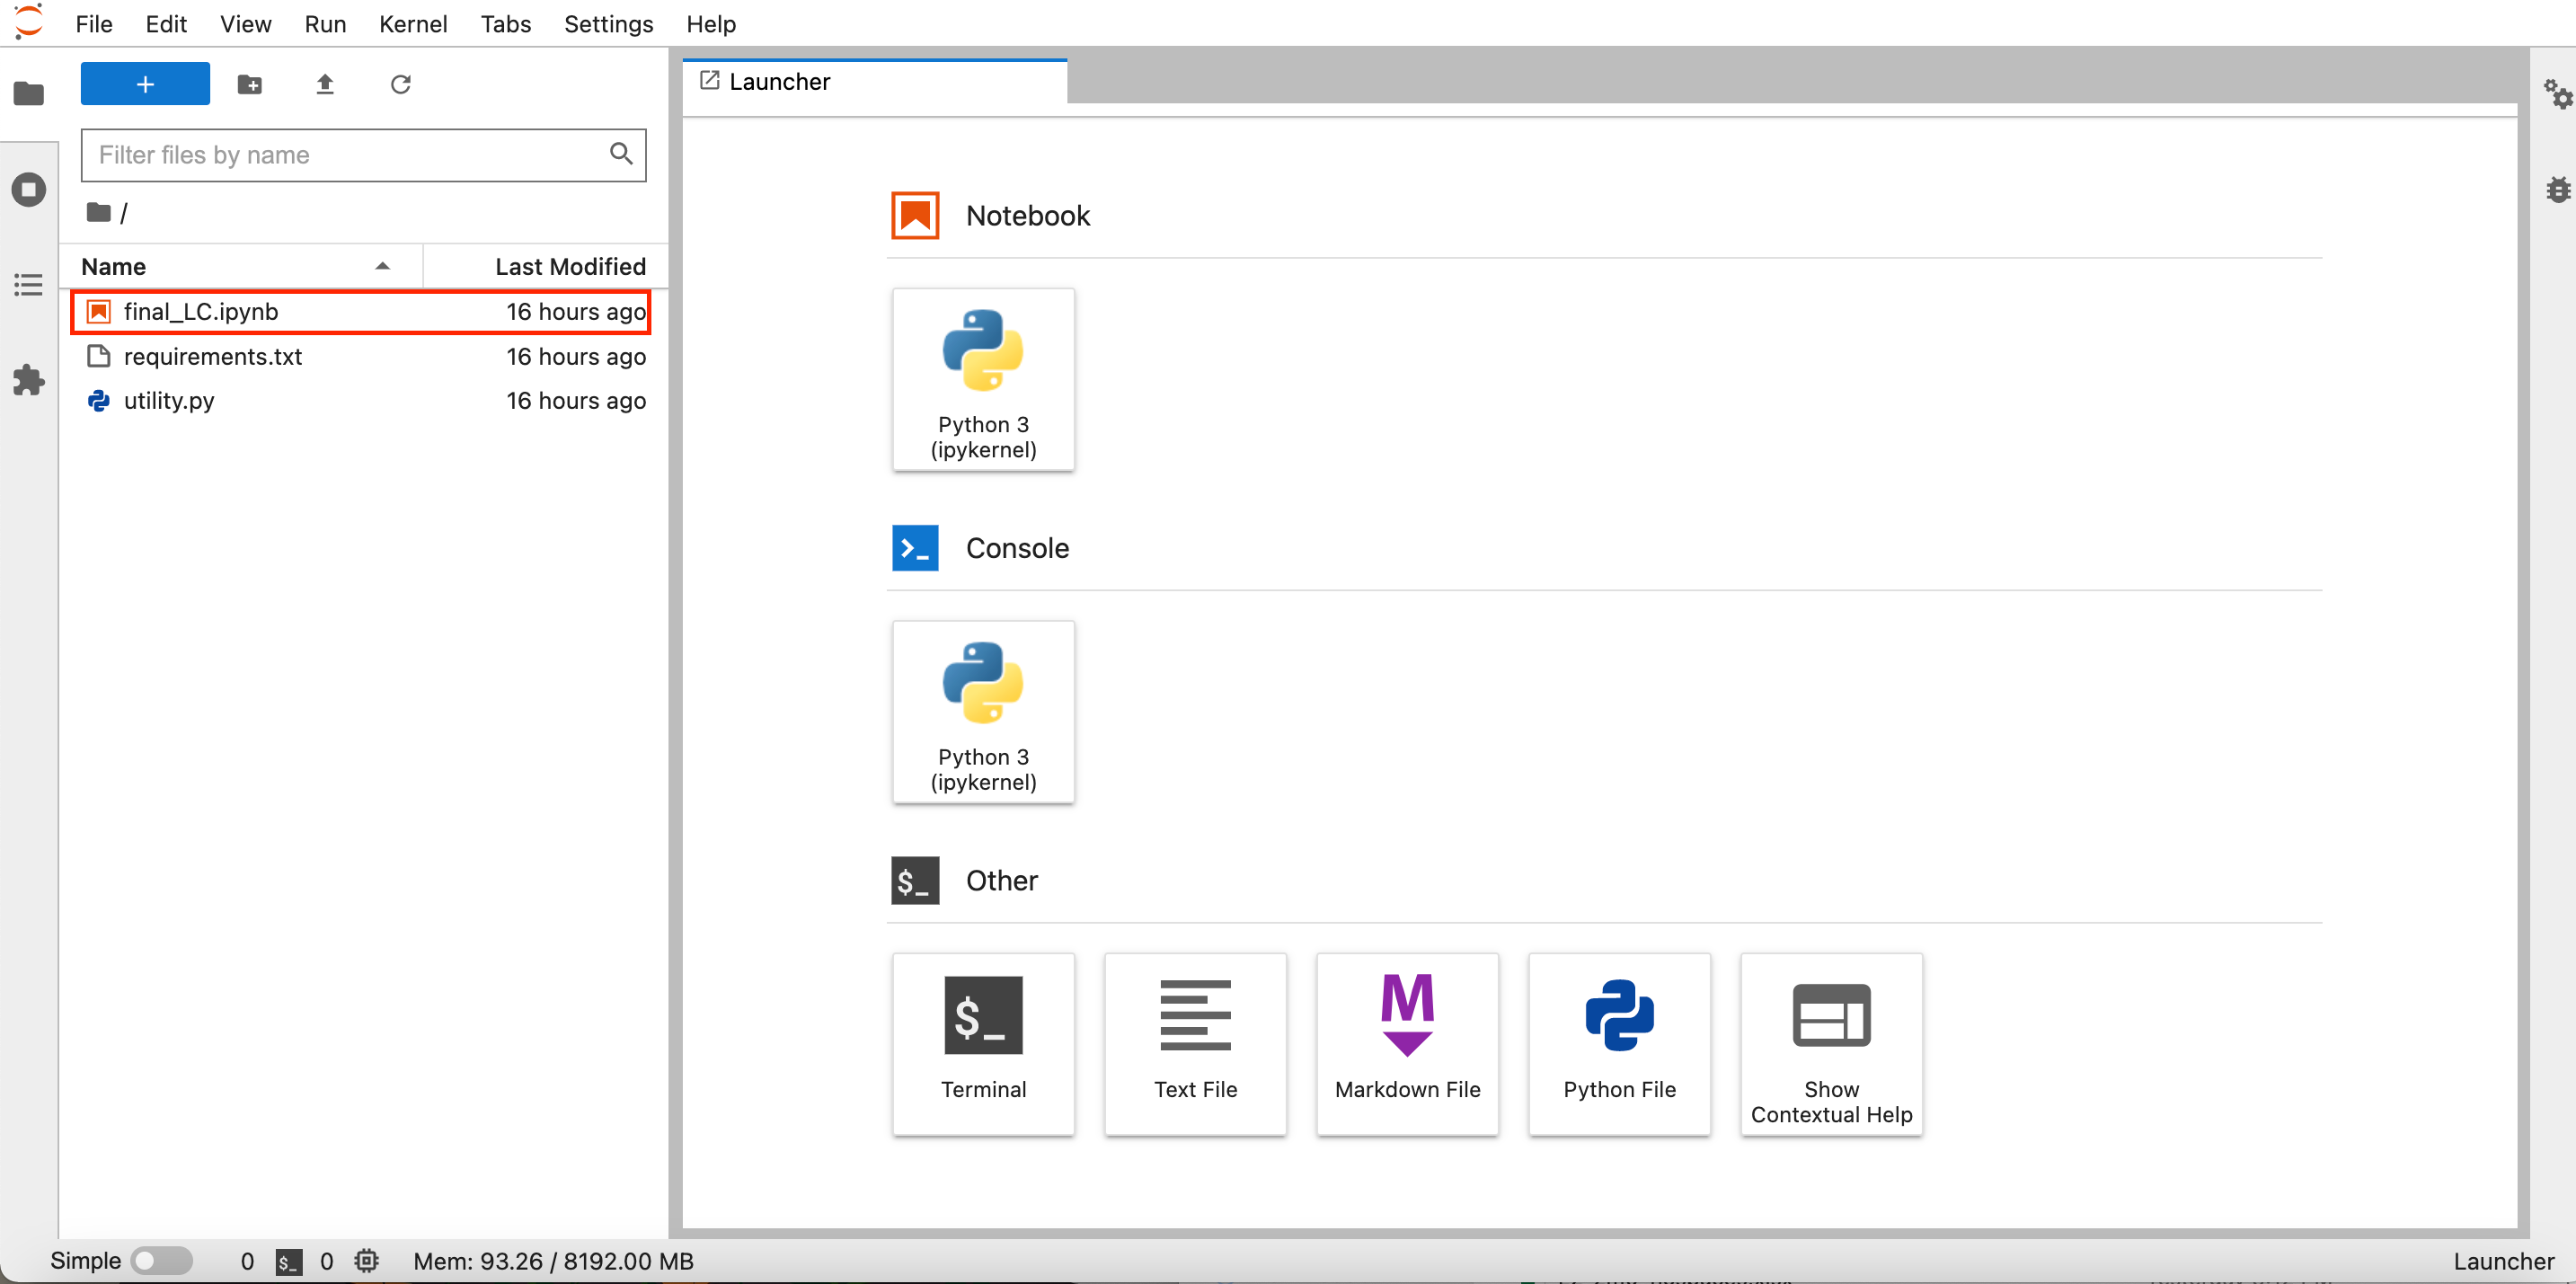 File Edit View Run Kernel Tabs Settings Help
Launcher
Filter files by name
/
Name Last Modified
final_LC.ipynb 16 hours ago
requirements.txt 16 hours ago
utility.py 16 hours ago
Notebook
Python 3
(ipykernel)
Console
Python 3
(ipykernel)
$_ Other
$_
Terminal
Text File
M
Markdown File
Python File
Show
Contextual Help
Simple 0 $_ 0 Mem: 93.26 / 8192.00 MB Launcher